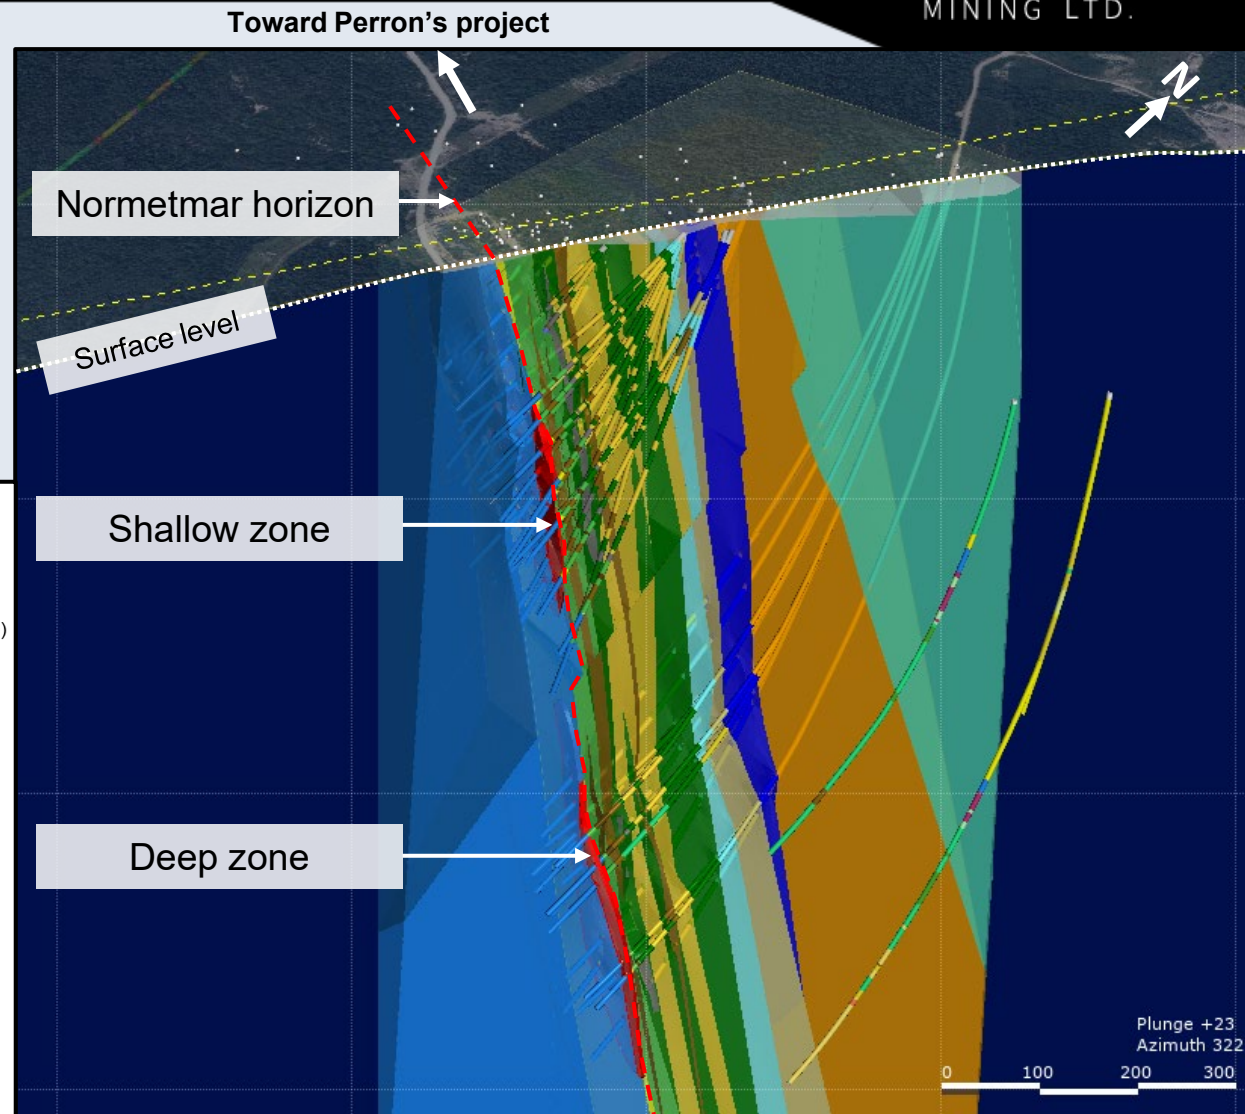 MINING LTD.
Toward Perron’s project
N
Normetmar horizon
Surface level
Shallow zone
)
Deep zone
Plunge +23
Azimuth 322
0 100 200 300